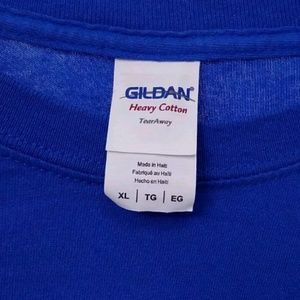 GILDAN
Heavy Cotton
TearAway
Made in Haiti
Fabriqué au Haïti
Hecho en Haití
XL | TG | EG